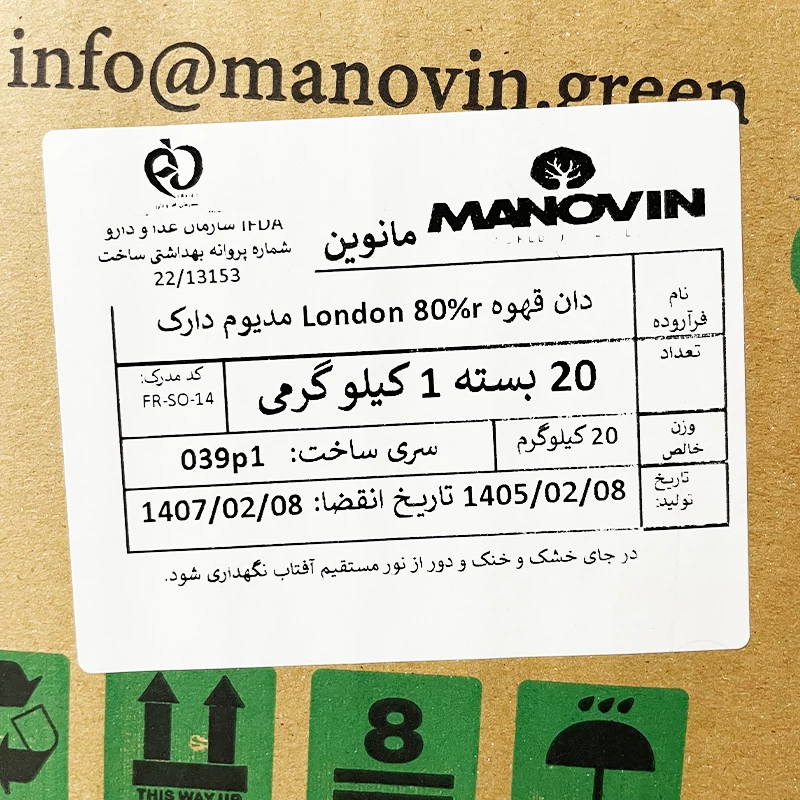 info@manovin.green
MANOVIN
مانوین
IFDA سازمان غذا و دارو
شماره پروانه بهداشتی ساخت
22/13153
نام فرآروده
دان قهوه London 80%r مدیوم دارک
تعداد
20 بسته 1 کیلو گرمی
کد مدرک:
FR-SO-14
وزن خالص
20 کیلوگرم
سری ساخت: 039p1
تاریخ تولید:
1405/02/08 تاریخ انقضا: 1407/02/08
در جای خشک و خنک و دور از نور مستقیم آفتاب نگهداری شود.
THIS WAY UP
8